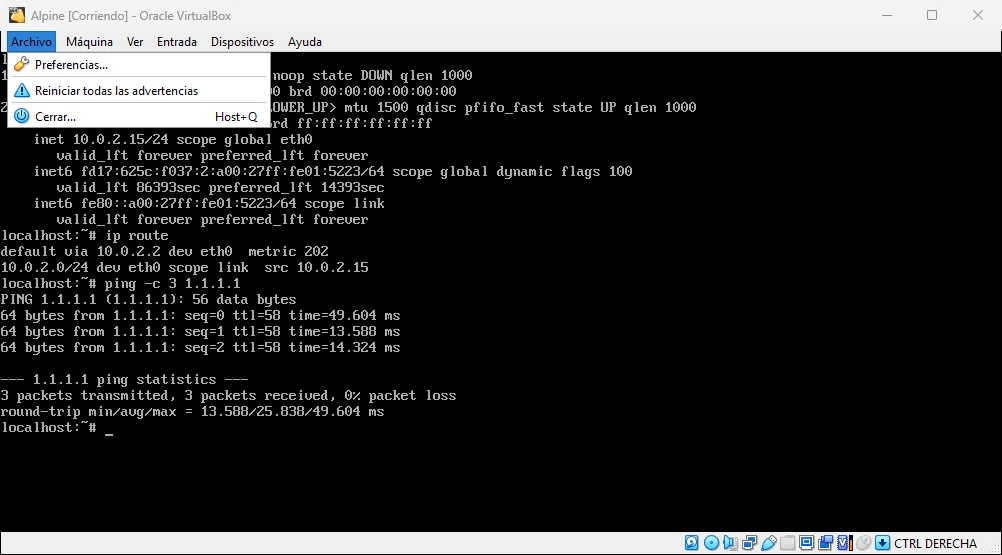 Alpine [Corriendo] - Oracle VirtualBox
Archivo Máquina Ver Entrada Dispositivos Ayuda
Preferencias...
Reiniciar todas las advertencias
Cerrar... Host+Q
1 noop state DOWN qlen 1000
00 brd 00:00:00:00:00:00
2 LOWER_UP> mtu 1500 qdisc pfifo_fast state UP qlen 1000
brd ff:ff:ff:ff:ff:ff
inet 10.0.2.15/24 scope global eth0
valid_lft forever preferred_lft forever
inet6 fd17:625c:f037:2:a00:27ff:fe01:5223/64 scope global dynamic flags 100
valid_lft 86393sec preferred_lft 14393sec
inet6 fe80::a00:27ff:fe01:5223/64 scope link
valid_lft forever preferred_lft forever
localhost:~# ip route
default via 10.0.2.2 dev eth0  metric 202
10.0.2.0/24 dev eth0 scope link  src 10.0.2.15
localhost:~# ping -c 3 1.1.1.1
PING 1.1.1.1 (1.1.1.1): 56 data bytes
64 bytes from 1.1.1.1: seq=0 ttl=58 time=49.604 ms
64 bytes from 1.1.1.1: seq=1 ttl=58 time=13.588 ms
64 bytes from 1.1.1.1: seq=2 ttl=58 time=14.324 ms
--- 1.1.1.1 ping statistics ---
3 packets transmitted, 3 packets received, 0% packet loss
round-trip min/avg/max = 13.588/25.838/49.604 ms
localhost:~# _
CTRL DERECHA